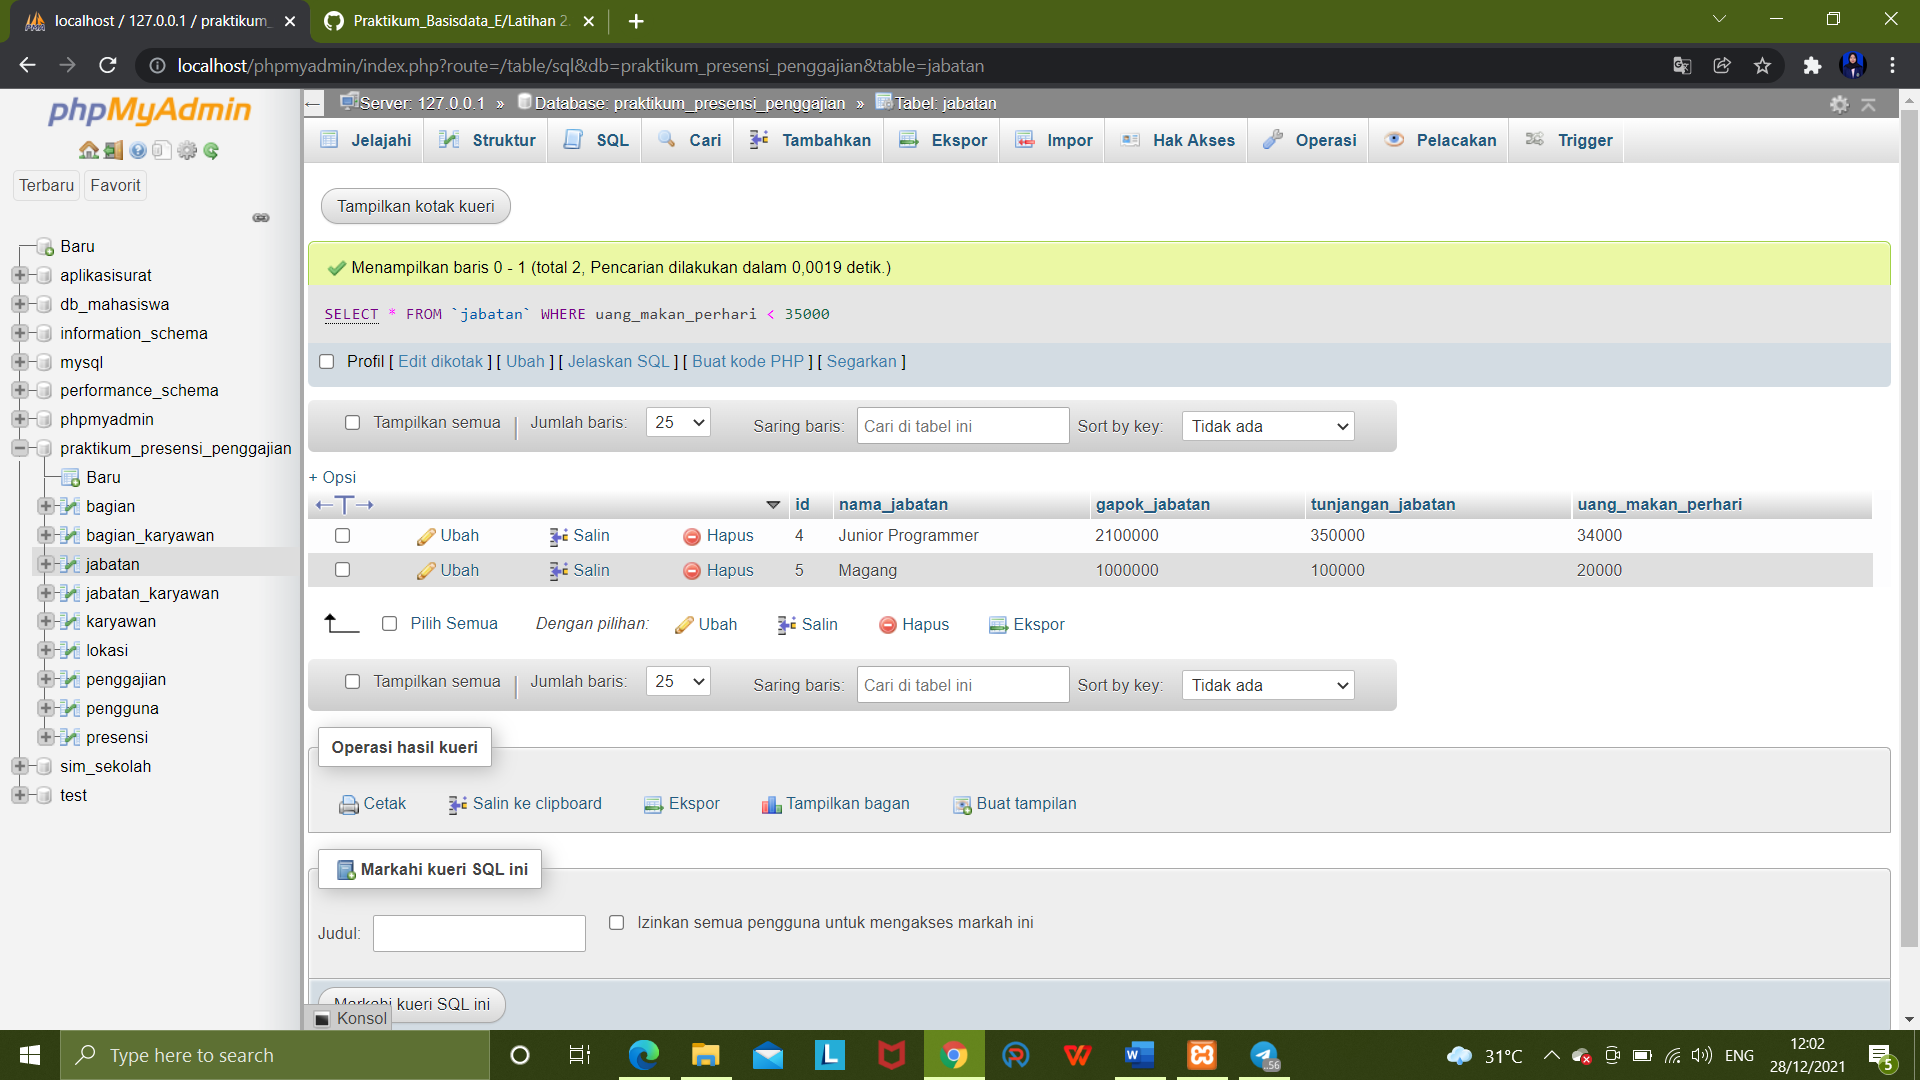 localhost / 127.0.0.1 / praktikum_
Praktikum_Basisdata_E/Latihan 2
localhost/phpmyadmin/index.php?route=/table/sql&db=praktikum_presensi_penggajian&table=jabatan
phpMyAdmin
Terbaru Favorit
Baru
aplikasisurat
db_mahasiswa
information_schema
mysql
performance_schema
phpmyadmin
praktikum_presensi_penggajian
Baru
bagian
bagian_karyawan
jabatan
jabatan_karyawan
karyawan
lokasi
penggajian
pengguna
presensi
sim_sekolah
test
Server: 127.0.0.1 » Database: praktikum_presensi_penggajian » Tabel: jabatan
Jelajahi Struktur SQL Cari Tambahkan Ekspor Impor Hak Akses Operasi Pelacakan Trigger
Tampilkan kotak kueri
Menampilkan baris 0 - 1 (total 2, Pencarian dilakukan dalam 0,0019 detik.)
SELECT * FROM `jabatan` WHERE uang_makan_perhari < 35000
Profil [ Edit dikotak ] [ Ubah ] [ Jelaskan SQL ] [ Buat kode PHP ] [ Segarkan ]
Tampilkan semua | Jumlah baris: 25 Saring baris: Cari di tabel ini Sort by key: Tidak ada
+ Opsi
←T→ id nama_jabatan gapok_jabatan tunjangan_jabatan uang_makan_perhari
Ubah Salin Hapus 4 Junior Programmer 2100000 350000 34000
Ubah Salin Hapus 5 Magang 1000000 100000 20000
Pilih Semua Dengan pilihan: Ubah Salin Hapus Ekspor
Tampilkan semua | Jumlah baris: 25 Saring baris: Cari di tabel ini Sort by key: Tidak ada
Operasi hasil kueri
Cetak Salin ke clipboard Ekspor Tampilkan bagan Buat tampilan
Markahi kueri SQL ini
Judul: Izinkan semua pengguna untuk mengakses markah ini
Markahi kueri SQL ini
Konsol
Type here to search
31°C ENG
12:02
28/12/2021
5